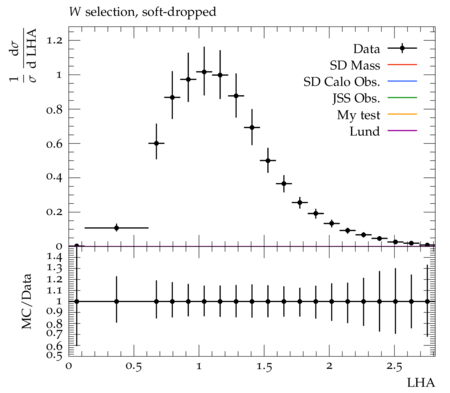 W selection, soft-dropped
1/σ dσ/d LHA
Data
SD Mass
SD Calo Obs.
JSS Obs.
My test
Lund
1.2
1
0.8
0.6
0.4
0.2
0
MC/Data
1.4
1.3
1.2
1.1
1
0.9
0.8
0.7
0.6
0.5
0 0.5 1 1.5 2 2.5
LHA